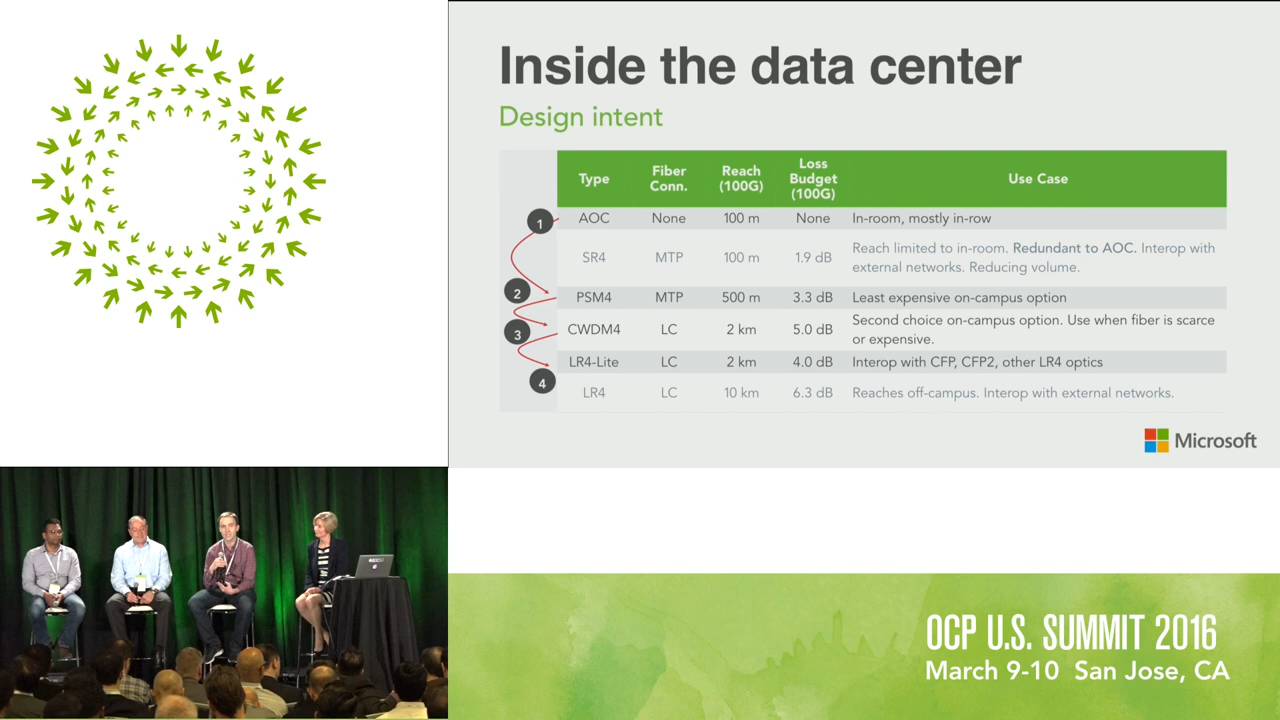 Inside the data center
Design intent
Type Fiber Conn. Reach (100G) Loss Budget (100G) Use Case
1 AOC None 100 m None In-room, mostly in-row
SR4 MTP 100 m 1.9 dB Reach limited to in-room. Redundant to AOC. Interop with
external networks. Reducing volume.
2 PSM4 MTP 500 m 3.3 dB Least expensive on-campus option
3 CWDM4 LC 2 km 5.0 dB Second choice on-campus option. Use when fiber is scarce
or expensive.
LR4-Lite LC 2 km 4.0 dB Interop with CFP, CFP2, other LR4 optics
4 LR4 LC 10 km 6.3 dB Reaches off-campus. Interop with external networks.
Microsoft
OCP U.S. SUMMIT 2016
March 9-10 San Jose, CA